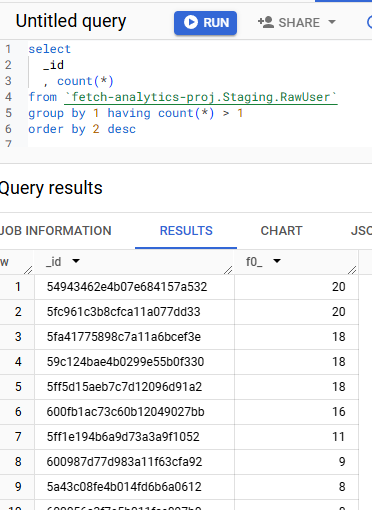 Untitled query RUN SHARE
1 select
2 _id
3 , count(*)
4 from `fetch-analytics-proj.Staging.RawUser`
5 group by 1 having count(*) > 1
6 order by 2 desc
7
Query results
JOB INFORMATION RESULTS CHART JSO
w _id f0_
1 54943462e4b07e684157a532 20
2 5fc961c3b8cfca11a077dd33 20
3 5fa41775898c7a11a6bcef3e 18
4 59c124bae4b0299e55b0f330 18
5 5ff5d15aeb7c7d12096d91a2 18
6 600fb1ac73c60b12049027bb 16
7 5ff1e194b6a9d73a3a9f1052 11
8 600987d77d983a11f63cfa92 9
9 5a43c08fe4b014fd6b6a0612 8